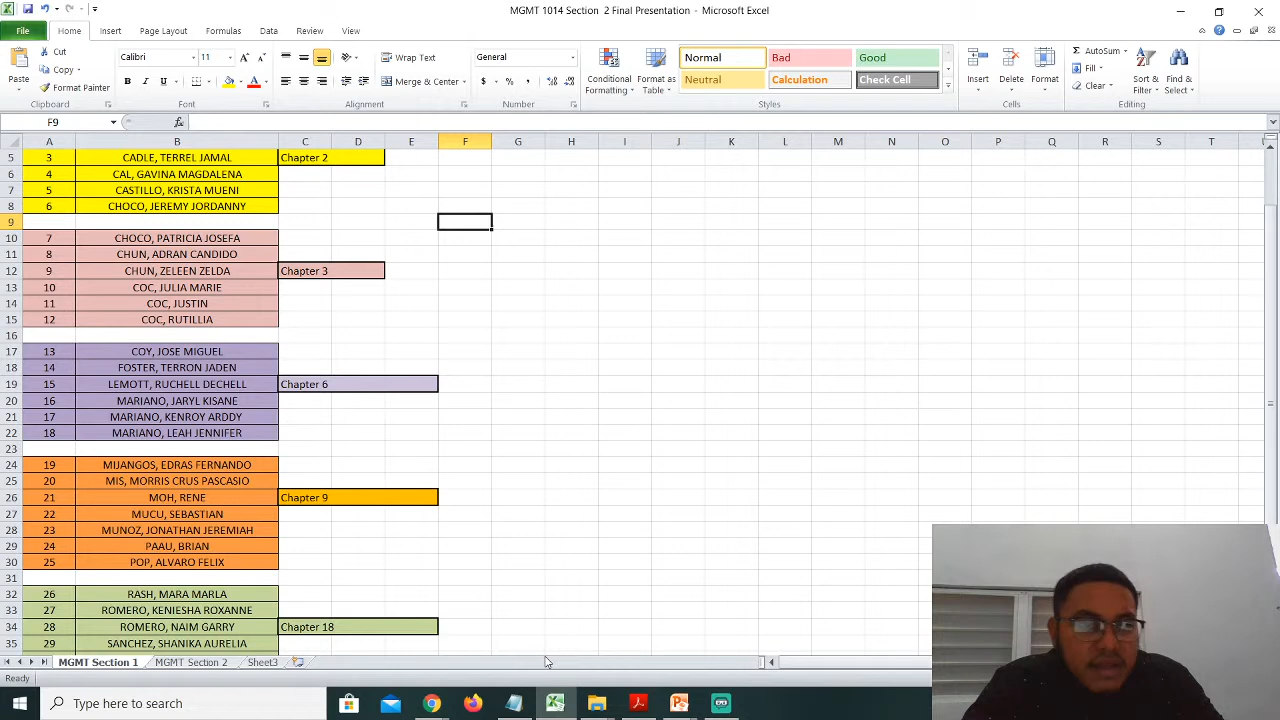 MGMT 1014 Section 2 Final Presentation - Microsoft Excel
File Home Insert Page Layout Formulas Data Review View
Cut
Copy
Format Painter
Paste
Clipboard
Calibri 11
B I U
Font
Wrap Text
Merge & Center
Alignment
General
$ % ,
Number
Conditional Formatting
Format as Table
Normal Bad Good
Neutral Calculation Check Cell
Styles
Insert Delete Format
Cells
AutoSum
Fill
Clear
Sort & Filter
Find & Select
Editing
F9 fx
A B C D E F G H I J K L M N O P Q R S T
5 3 CADLE, TERREL JAMAL Chapter 2
6 4 CAL, GAVINA MAGDALENA
7 5 CASTILLO, KRISTA MUENI
8 6 CHOCO, JEREMY JORDANNY
9
10 7 CHOCO, PATRICIA JOSEFA
11 8 CHUN, ADRAN CANDIDO
12 9 CHUN, ZELEEN ZELDA Chapter 3
13 10 COC, JULIA MARIE
14 11 COC, JUSTIN
15 12 COC, RUTILLIA
16
17 13 COY, JOSE MIGUEL
18 14 FOSTER, TERRON JADEN
19 15 LEMOTT, RUCHELL DECHELL Chapter 6
20 16 MARIANO, JARYL KISANE
21 17 MARIANO, KENROY ARDDY
22 18 MARIANO, LEAH JENNIFER
23
24 19 MIJANGOS, EDRAS FERNANDO
25 20 MIS, MORRIS CRUS PASCASIO
26 21 MOH, RENE Chapter 9
27 22 MUCU, SEBASTIAN
28 23 MUNOZ, JONATHAN JEREMIAH
29 24 PAAU, BRIAN
30 25 POP, ALVARO FELIX
31
32 26 RASH, MARA MARLA
33 27 ROMERO, KENIESHA ROXANNE
34 28 ROMERO, NAIM GARRY Chapter 18
35 29 SANCHEZ, SHANIKA AURELIA
MGMT Section 1 MGMT Section 2 Sheet3
Ready
Type here to search